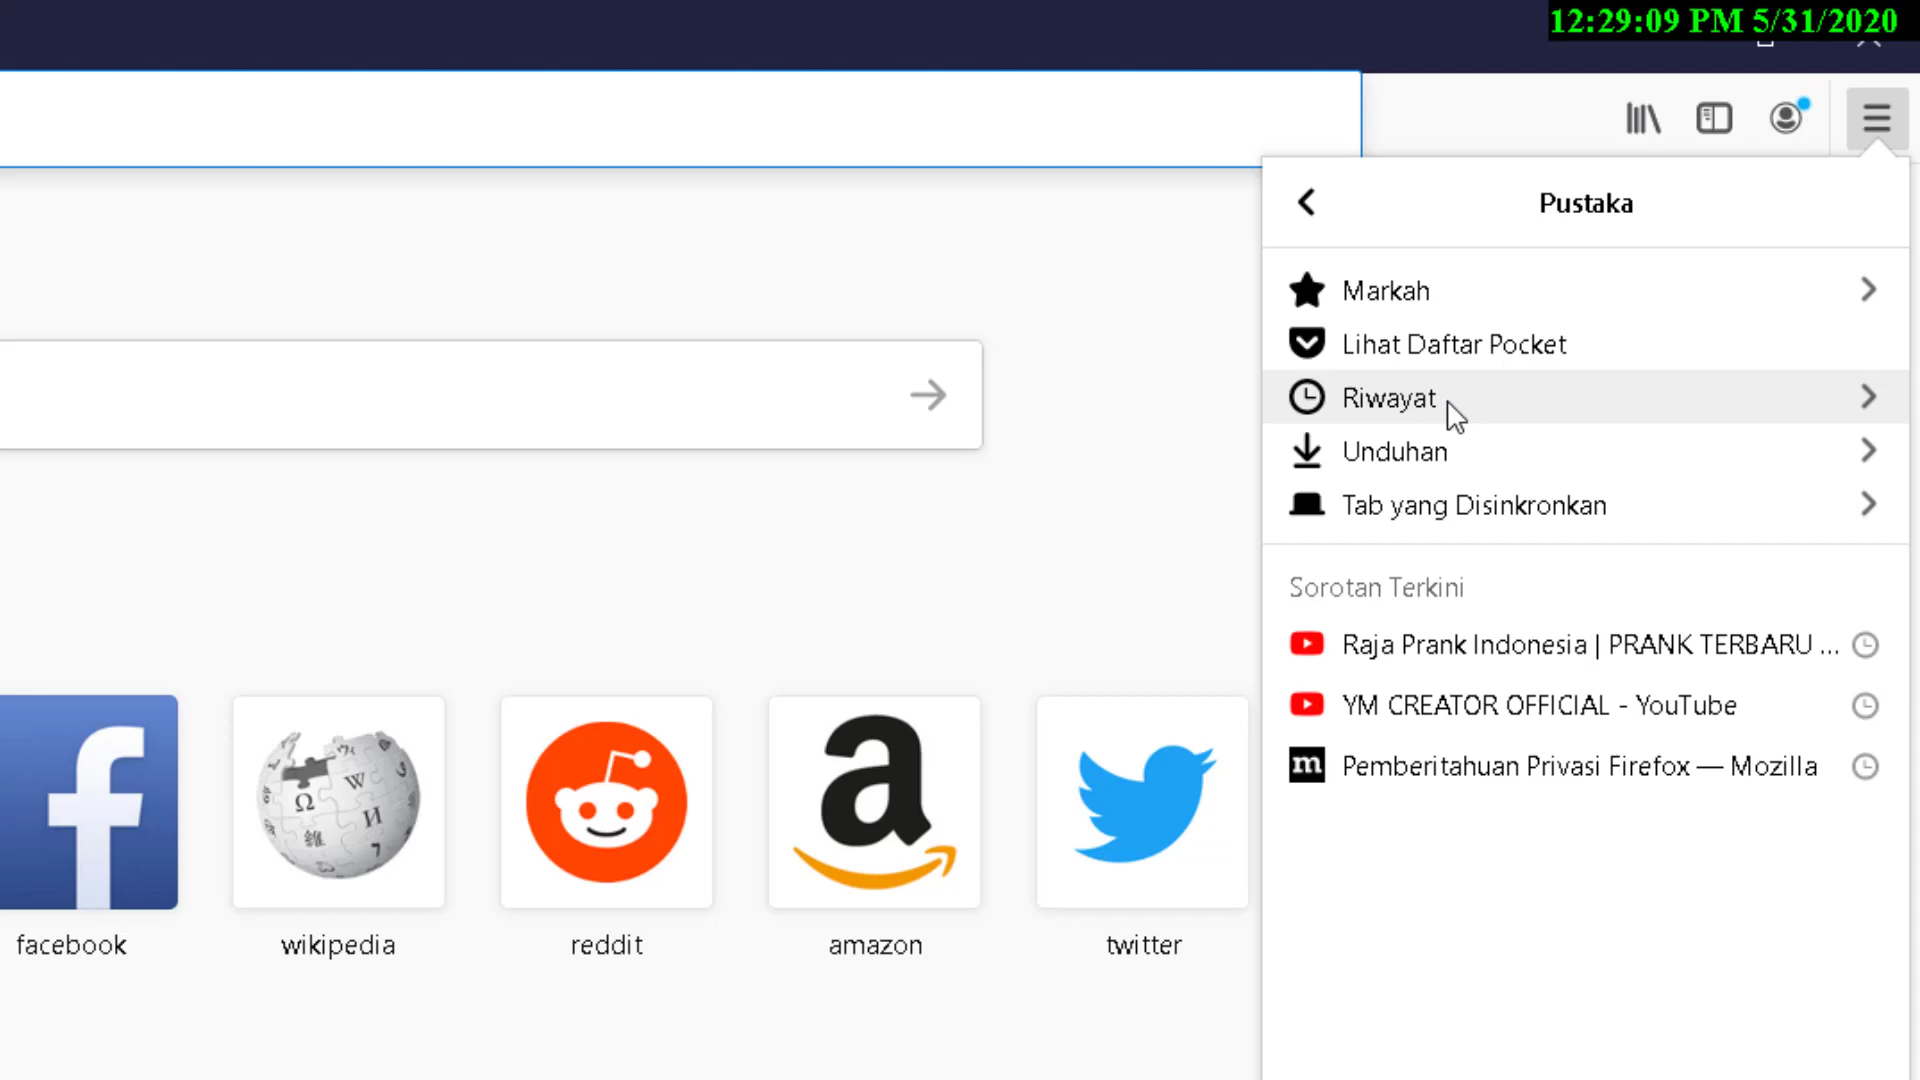 12:29:09 PM 5/31/2020
Pustaka
Markah
Lihat Daftar Pocket
Riwayat
Unduhan
Tab yang Disinkronkan
Sorotan Terkini
Raja Prank Indonesia | PRANK TERBARU ...
YM CREATOR OFFICIAL - YouTube
m Pemberitahuan Privasi Firefox — Mozilla
facebook
wikipedia
reddit
amazon
twitter